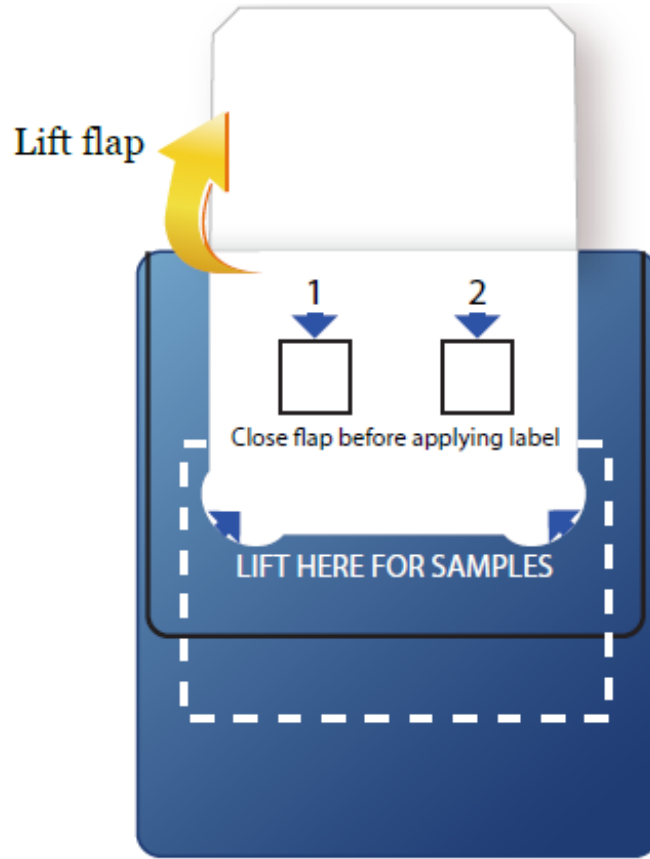 Lift flap
1 2
Close flap before applying label
LIFT HERE FOR SAMPLES